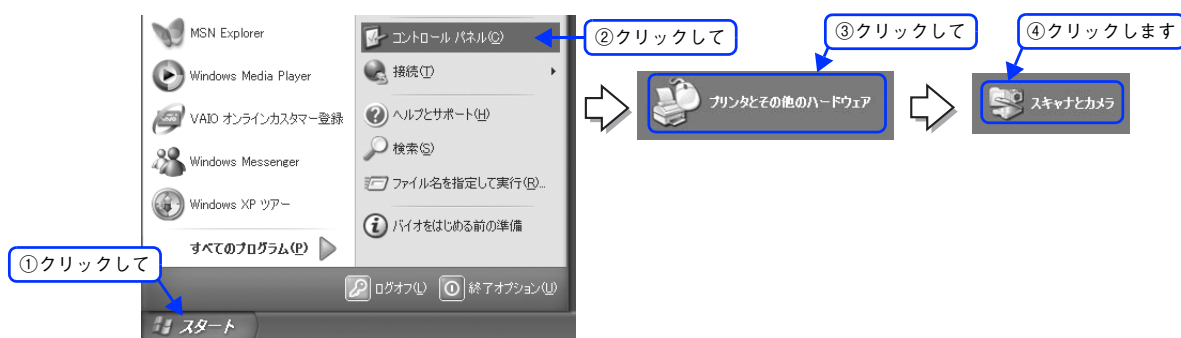 MSN Explorer
Windows Media Player
VAIO オンラインカスタマー登録
Windows Messenger
Windows XP ツアー
すべてのプログラム(P)
コントロール パネル(C)
接続(T)
ヘルプとサポート(H)
検索(S)
ファイル名を指定して実行(R)...
バイオをはじめる前の準備
ログオフ(L)
終了オプション(U)
スタート
①クリックして
②クリックして
③クリックして
プリンタとその他のハードウェア
④クリックします
スキャナとカメラ